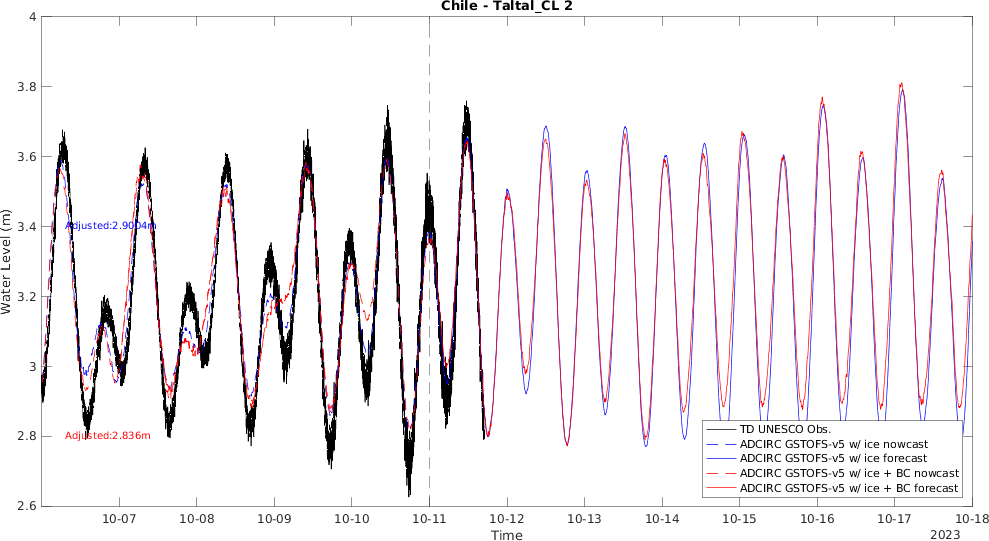 Chile - Taltal_CL 2
4
3.8
3.6
3.4
3.2
3
2.8
2.6
Water Level (m)
Adjusted:2.9004m
Adjusted:2.836m
TD UNESCO Obs.
ADCIRC GSTOFS-v5 w/ ice nowcast
ADCIRC GSTOFS-v5 w/ ice forecast
ADCIRC GSTOFS-v5 w/ ice + BC nowcast
ADCIRC GSTOFS-v5 w/ ice + BC forecast
10-07 10-08 10-09 10-10 10-11 10-12 10-13 10-14 10-15 10-16 10-17 10-18
Time
2023